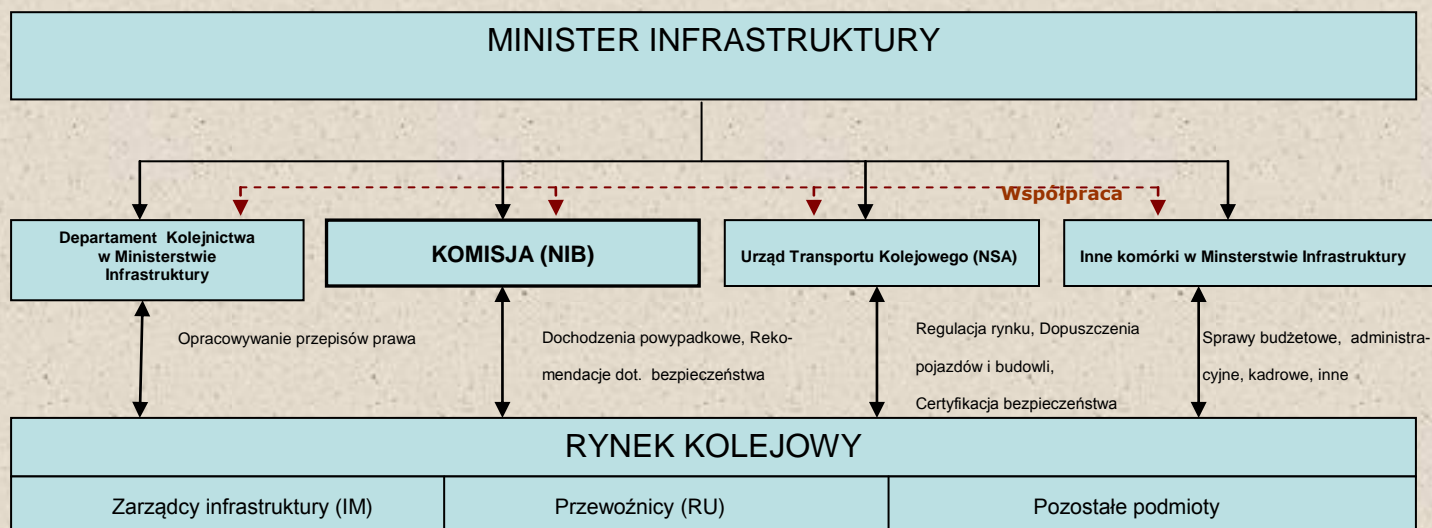 MINISTER INFRASTRUKTURY
Współpraca
Departament Kolejnictwa
w Ministerstwie
Infrastruktury
KOMISJA (NIB)
Urząd Transportu Kolejowego (NSA)
Inne komórki w Minsterstwie Infrastruktury
Opracowywanie przepisów prawa
Dochodzenia powypadkowe, Reko-
mendacje dot. bezpieczeństwa
Regulacja rynku, Dopuszczenia
pojazdów i budowli,
Certyfikacja bezpieczeństwa
Sprawy budżetowe, administra-
cyjne, kadrowe, inne
RYNEK KOLEJOWY
Zarządcy infrastruktury (IM)
Przewoźnicy (RU)
Pozostałe podmioty